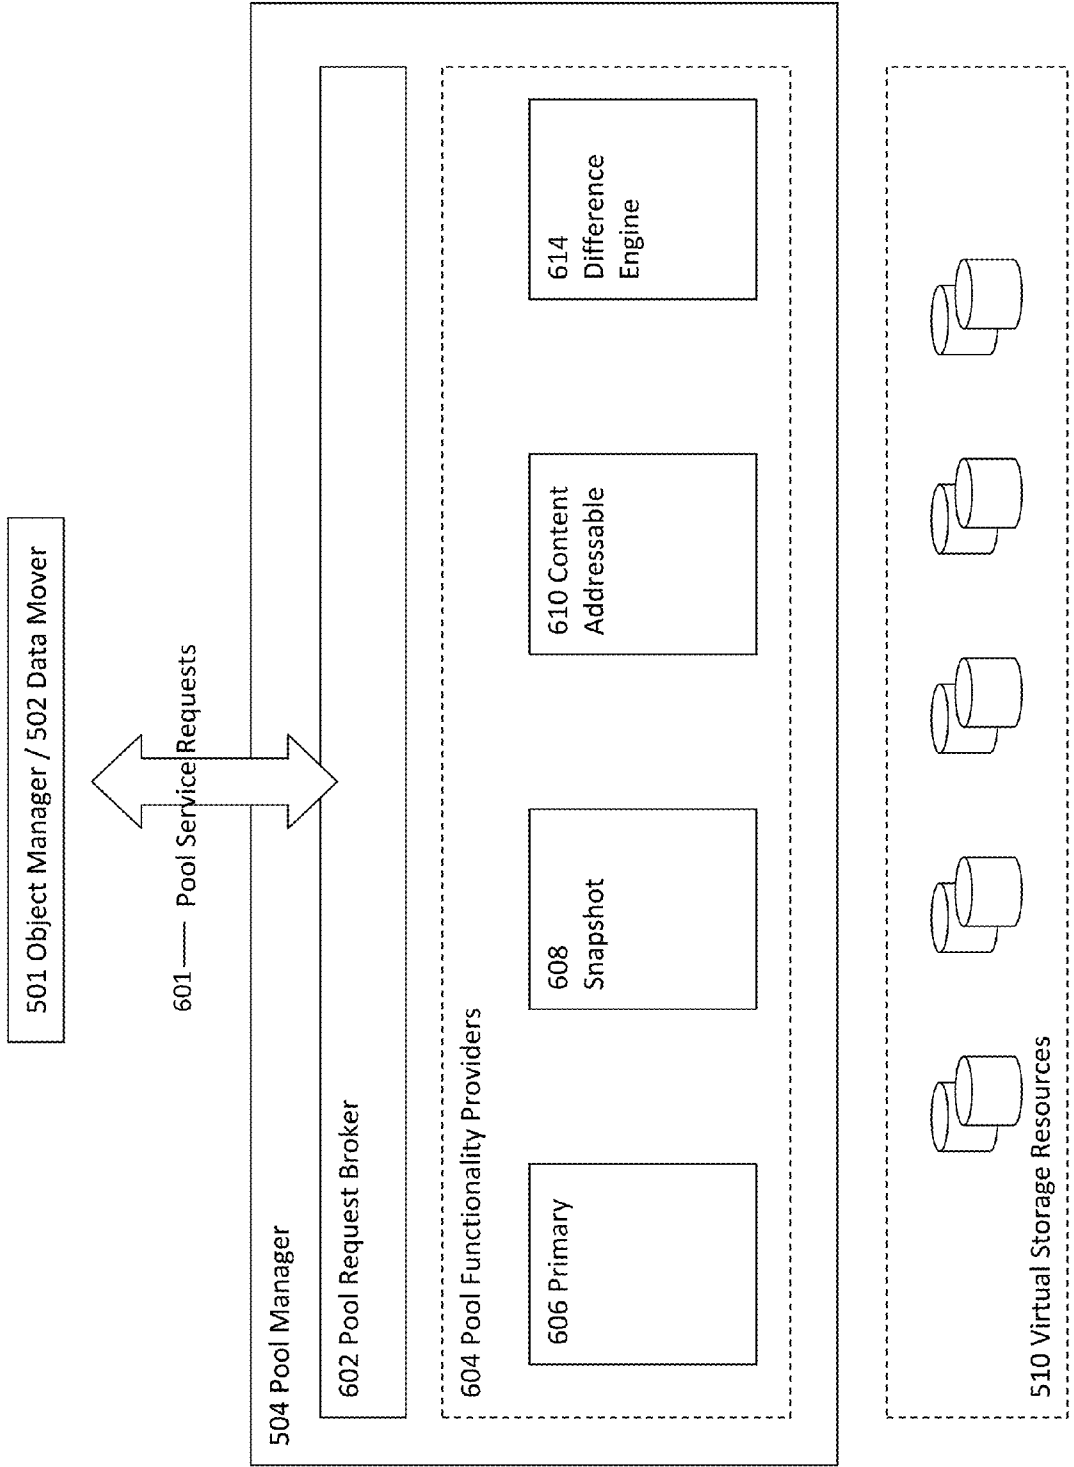 501 Object Manager / 502 Data Mover
601 Pool Service Requests
504 Pool Manager
602 Pool Request Broker
604 Pool Functionality Providers
606 Primary
608
Snapshot
610 Content
Addressable
614
Difference
Engine
510 Virtual Storage Resources